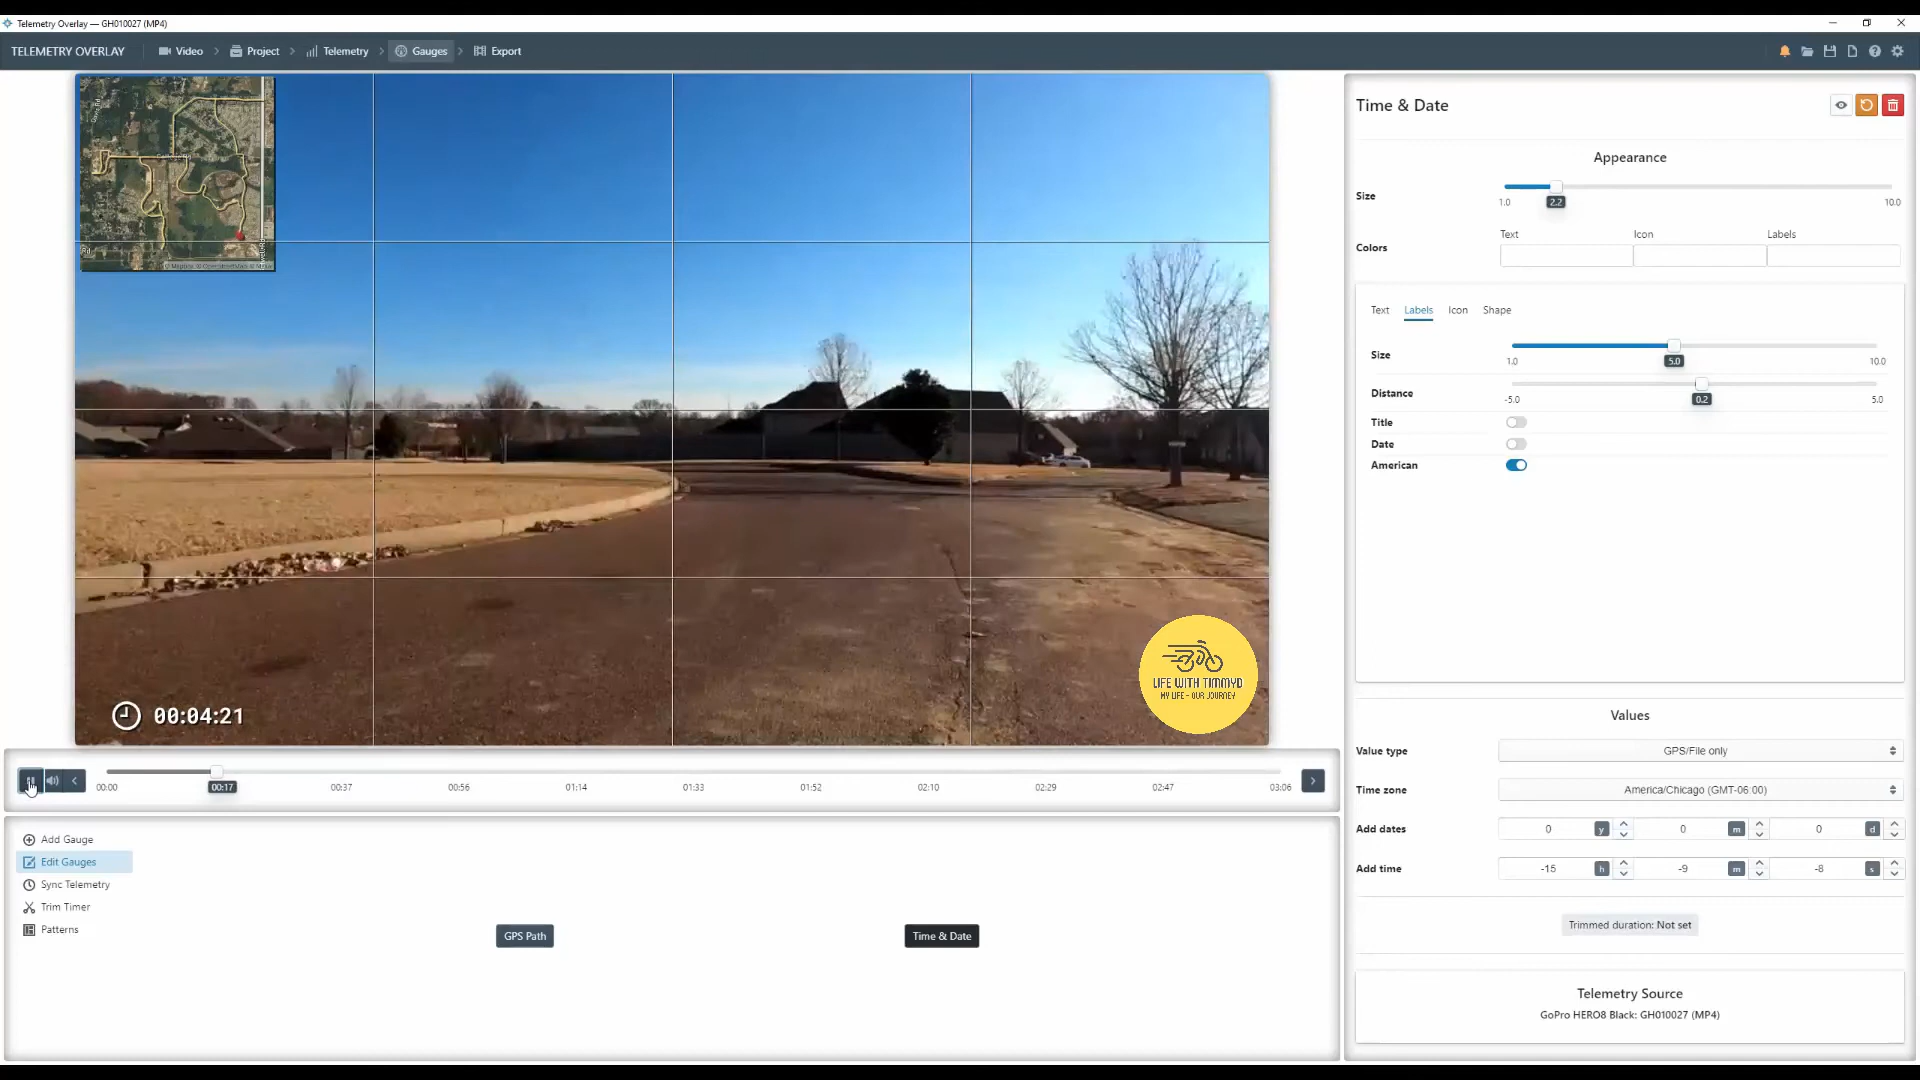 Telemetry Overlay — GH010027 (MP4)
TELEMETRY OVERLAY
Video
Project
Telemetry
Gauges
Export
00:04:21
LIFE WITH TIMMYD
MY LIFE - OUR JOURNEY
00:00
00:17
00:37
00:56
01:14
01:33
01:52
02:10
02:29
02:47
03:06
Add Gauge
Edit Gauges
Sync Telemetry
Trim Timer
Patterns
GPS Path
Time & Date
Time & Date
Appearance
Size
1.0
2.2
10.0
Text
Icon
Labels
Colors
Text
Labels
Icon
Shape
Size
1.0
5.0
10.0
Distance
-5.0
0.2
5.0
Title
Date
American
Values
Value type
GPS/File only
Time zone
America/Chicago (GMT-06:00)
Add dates
0 y
0 m
0 d
Add time
-15 h
-9 m
-8 s
Trimmed duration: Not set
Telemetry Source
GoPro HERO8 Black: GH010027 (MP4)